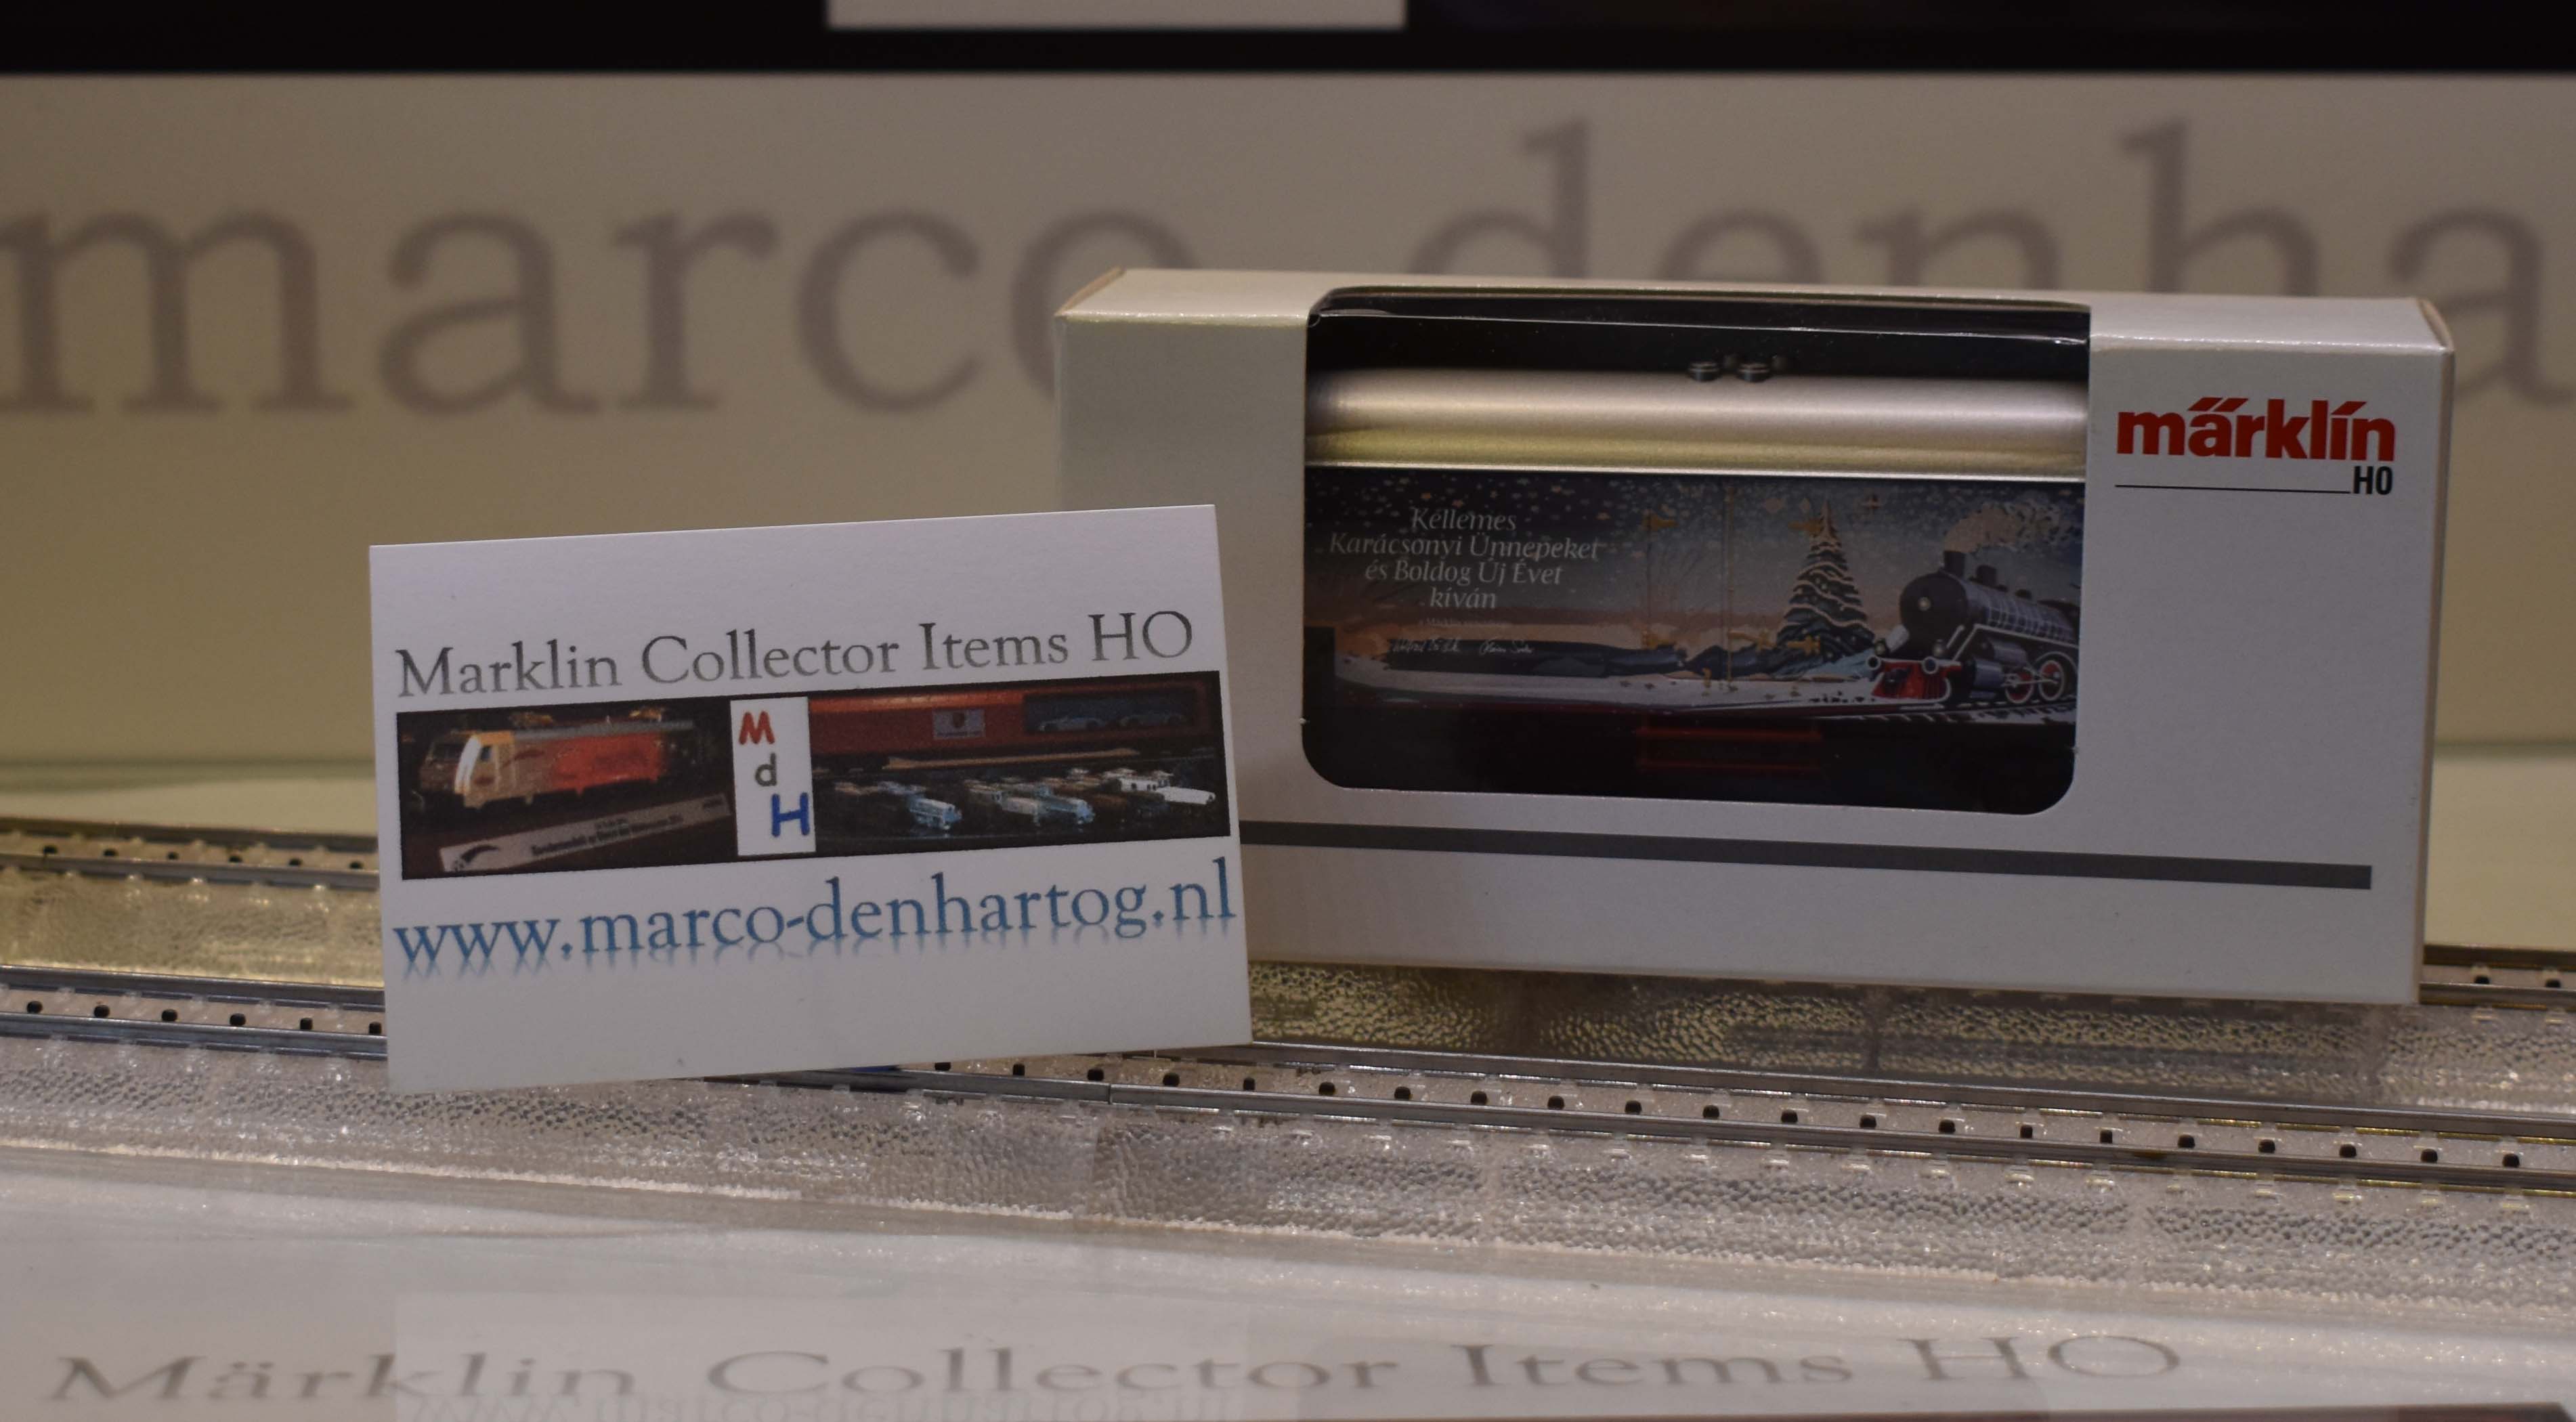 marco denha
märklin
H0
Kellemes
Karácsonyi Ünnepeket
és Boldog Új Évet
kíván
Marklin Collector Items HO
M
d
H
www.marco-denhartog.nl
Märklin Collector Items HO